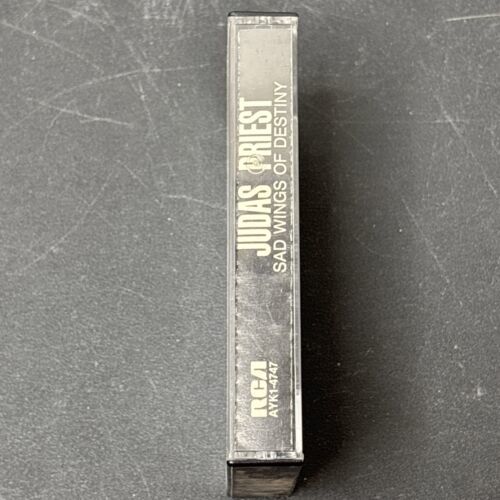 JUDAS PRIEST
SAD WINGS OF DESTINY
RCA
AYK1-4747